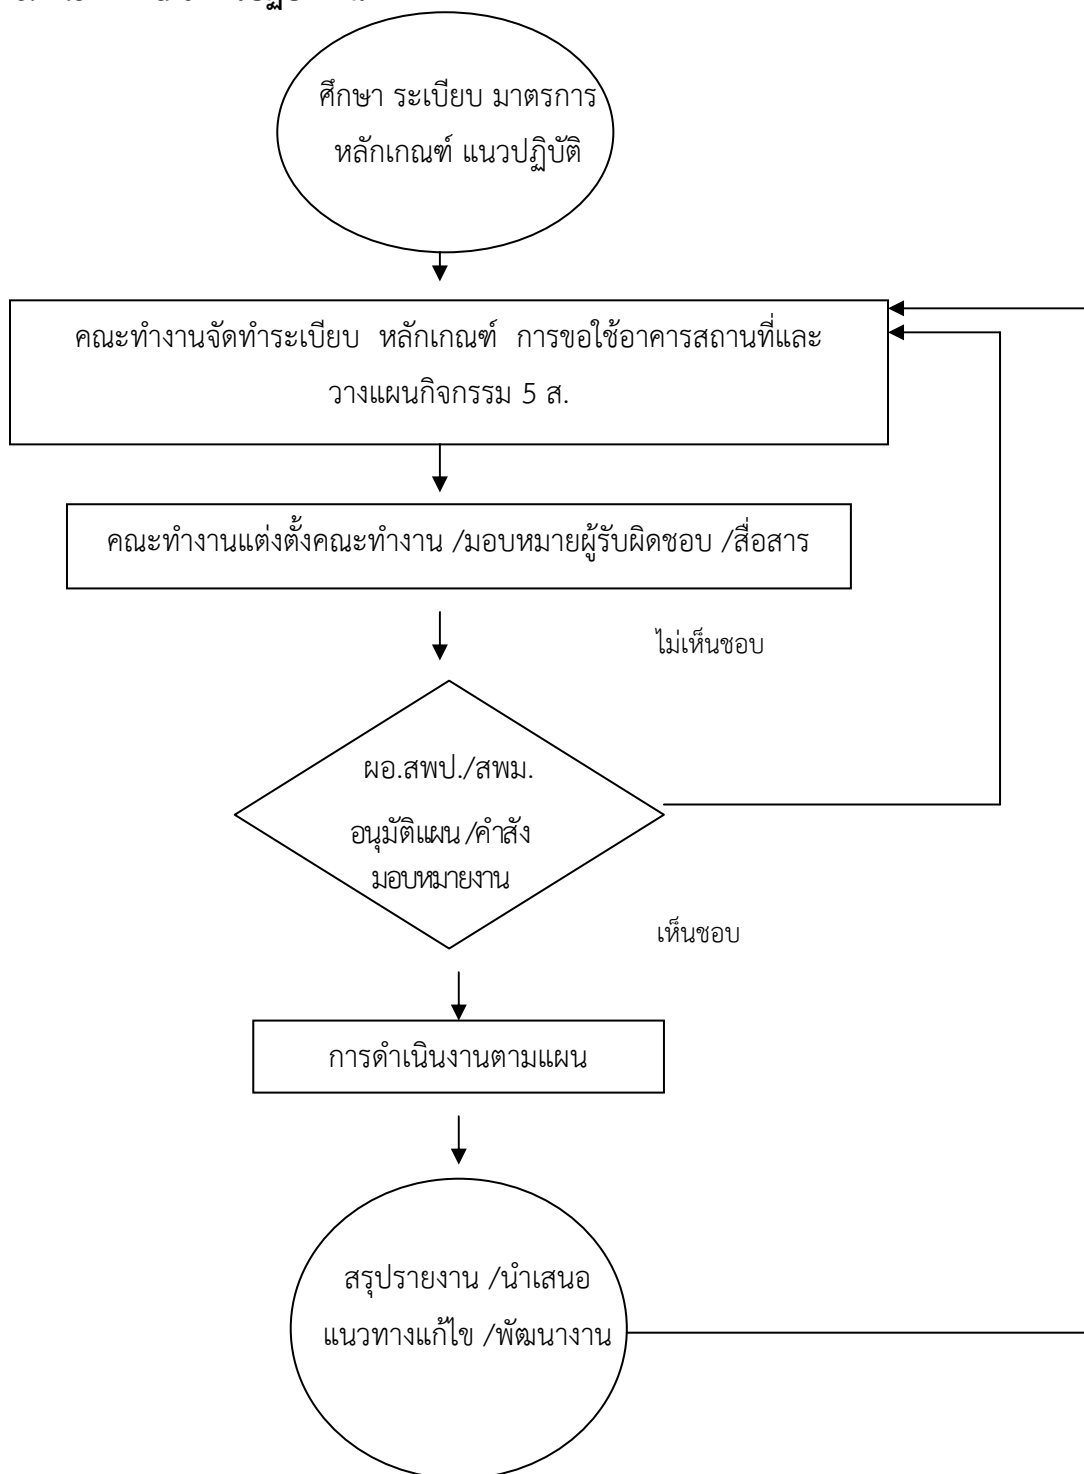 ศึกษา ระเบียบ มาตรการ
หลักเกณฑ์ แนวปฏิบัติ
คณะทำงานจัดทำระเบียบ หลักเกณฑ์ การขอใช้อาคารสถานที่และ
วางแผนกิจกรรม 5 ส.
คณะทำงานแต่งตั้งคณะทำงาน /มอบหมายผู้รับผิดชอบ /สื่อสาร
ไม่เห็นชอบ
ผอ.สพป./สพม.
อนุมัติแผน /คำสัง
มอบหมายงาน
เห็นชอบ
การดำเนินงานตามแผน
สรุปรายงาน /นำเสนอ
แนวทางแก้ไข /พัฒนางาน